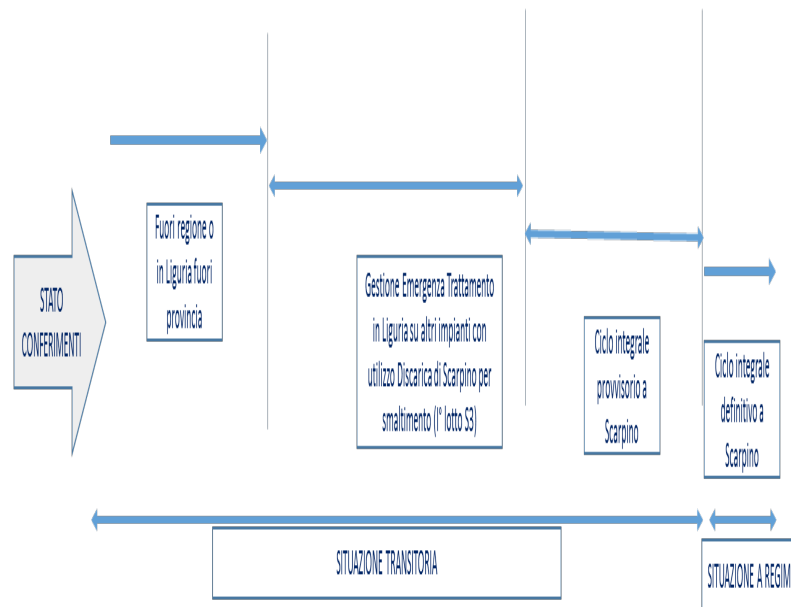 STATO
CONFERIMENTI
Fuori regione o
in Liguria fuori
provincia
Gestione Emergenza Trattamento
in Liguria su altri impianti con
utilizzo Discarica di Scarpino per
smaltimento (I° lotto S3)
Ciclo integrale
provvisorio a
Scarpino
Ciclo integrale
definitivo a
Scarpino
SITUAZIONE TRANSITORIA
SITUAZIONE A REGIM